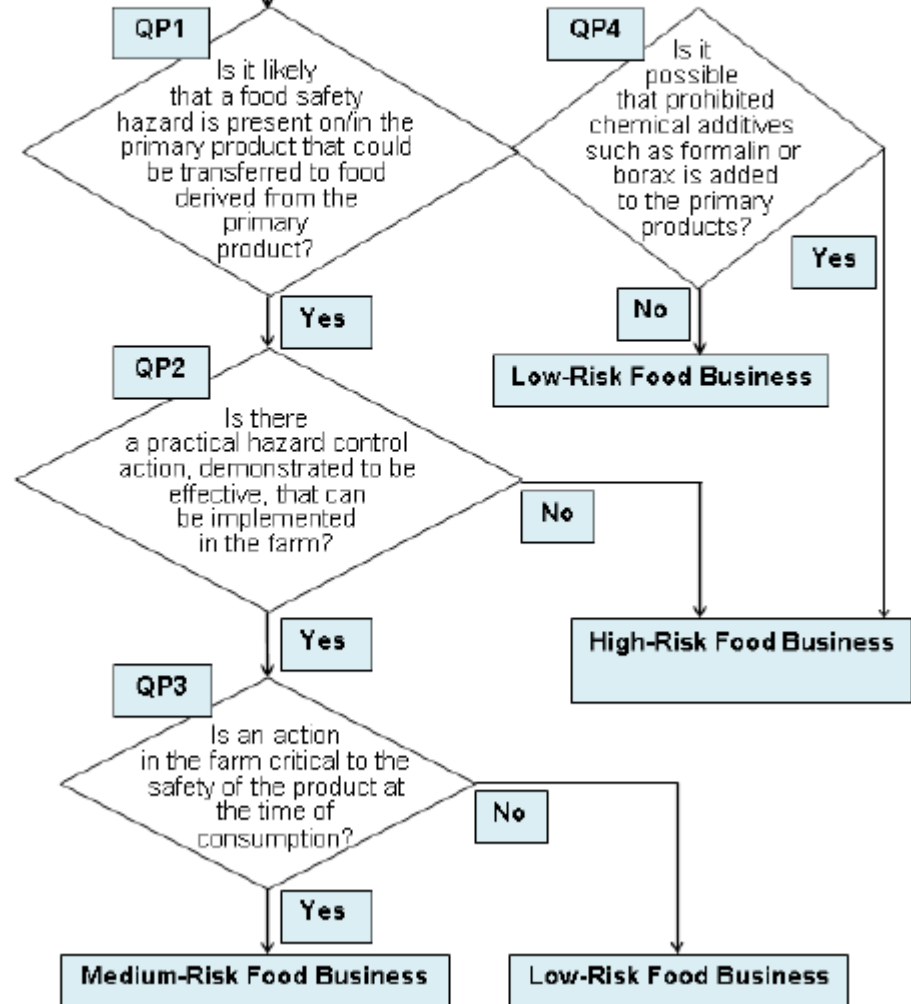 QP1
Is it likely
that a food safety
hazard is present on/in the
primary product that could
be transferred to food
derived from the
primary
product?
QP4
Is it
possible
that prohibited
chemical additives
such as formalin or
borax is added
to the primary
products?
Yes
No
Low-Risk Food Business
Yes
QP2
Is there
a practical hazard control
action, demonstrated to be
effective, that can
be implemented
in the farm?
No
High-Risk Food Business
Yes
QP3
Is an action
in the farm critical to the
safety of the product at
the time of
consumption?
No
Yes
Medium-Risk Food Business
Low-Risk Food Business